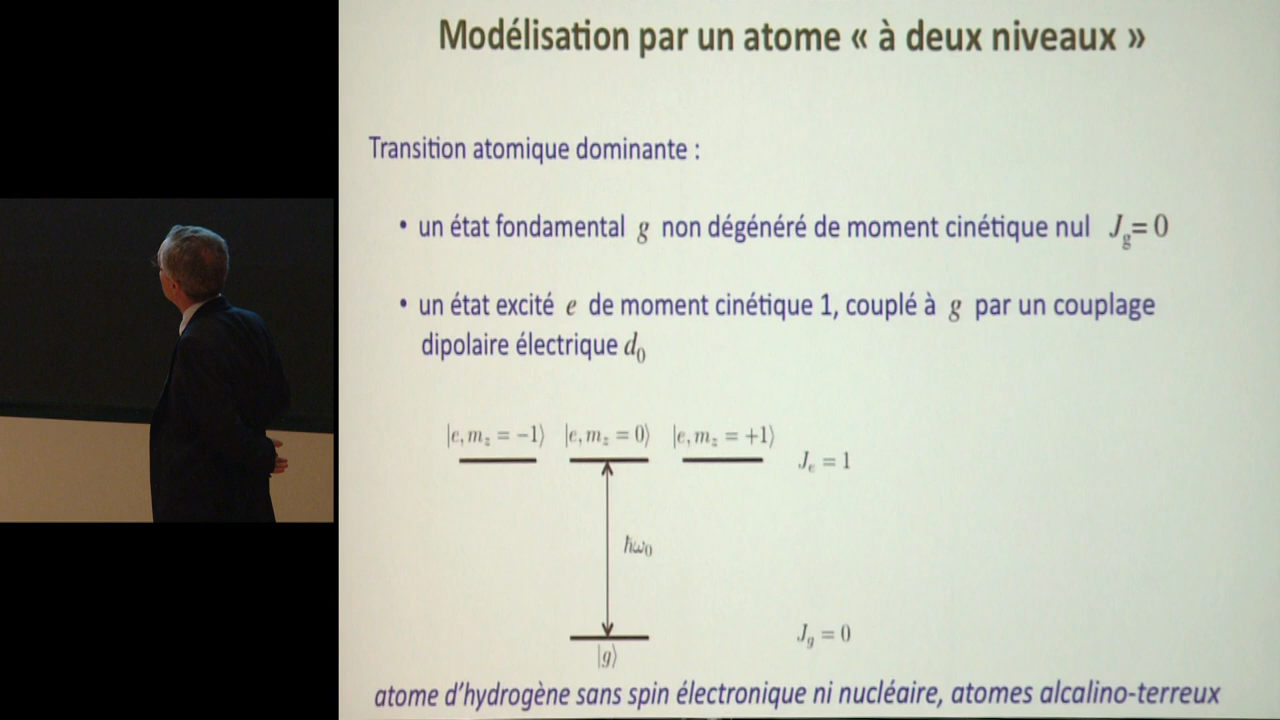 Modélisation par un atome « à deux niveaux »
Transition atomique dominante :
• un état fondamental g non dégénéré de moment cinétique nul J_g = 0
• un état excité e de moment cinétique 1, couplé à g par un couplage
dipolaire électrique d_0
|e, m_z = −1⟩ |e, m_z = 0⟩ |e, m_z = +1⟩
J_e = 1
ħω_0
J_g = 0
|g⟩
atome d'hydrogène sans spin électronique ni nucléaire, atomes alcalino-terreux